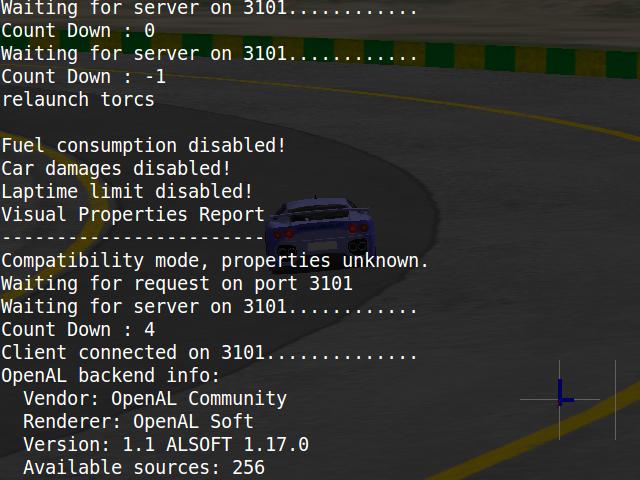 Waiting for server on 3101............
Count Down : 0
Waiting for server on 3101............
Count Down : -1
relaunch torcs
Fuel consumption disabled!
Car damages disabled!
Laptime limit disabled!
Visual Properties Report
------------------------
Compatibility mode, properties unknown.
Waiting for request on port 3101
Waiting for server on 3101............
Count Down : 4
Client connected on 3101..............
OpenAL backend info:
  Vendor: OpenAL Community
  Renderer: OpenAL Soft
  Version: 1.1 ALSOFT 1.17.0
  Available sources: 256